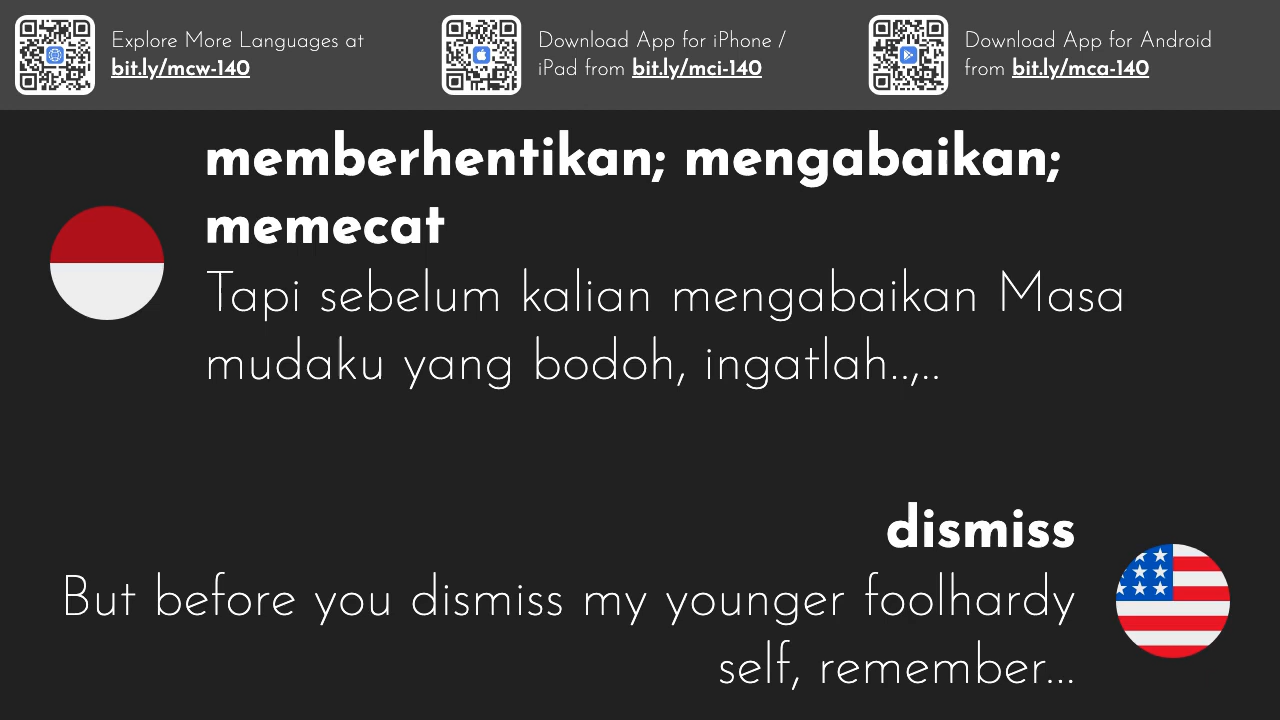 Explore More Languages at
bit.ly/mcw-140
Download App for iPhone /
iPad from bit.ly/mci-140
Download App for Android
from bit.ly/mca-140
memberhentikan; mengabaikan;
memecat
Tapi sebelum kalian mengabaikan Masa
mudaku yang bodoh, ingatlah..,..
dismiss
But before you dismiss my younger foolhardy
self, remember...